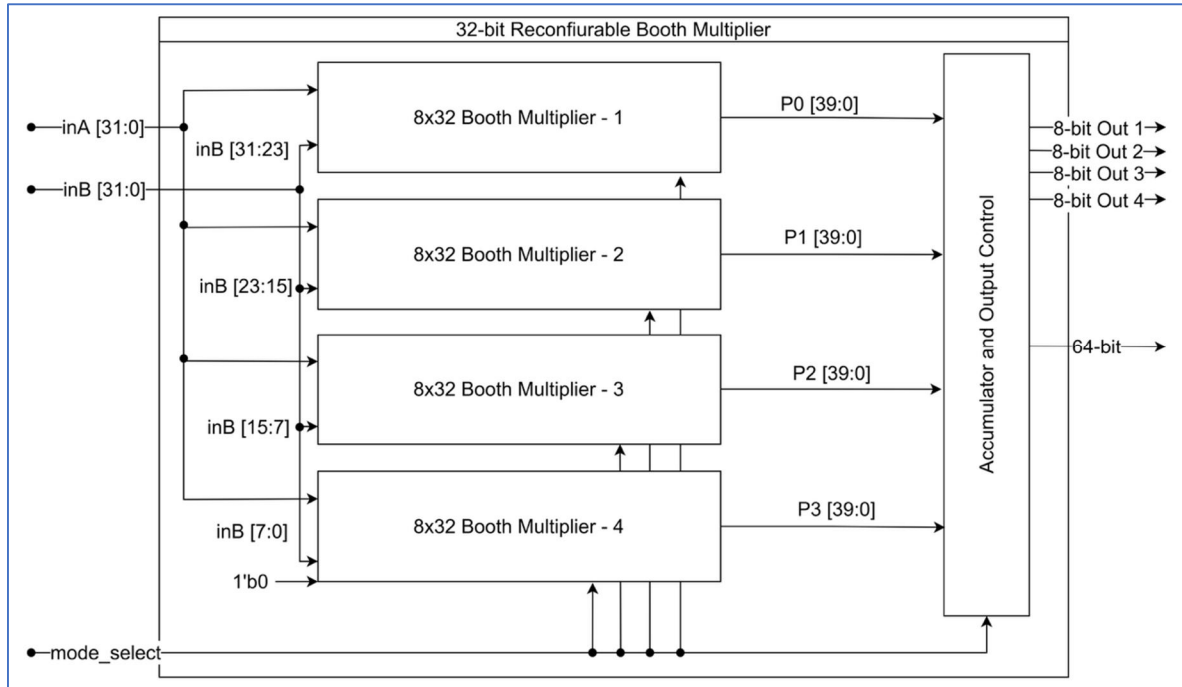 32-bit Reconfiurable Booth Multiplier
inA [31:0]
inB [31:0]
inB [31:23]
8x32 Booth Multiplier - 1
P0 [39:0]
8-bit Out 1
8-bit Out 2
8-bit Out 3
8-bit Out 4
inB [23:15]
8x32 Booth Multiplier - 2
P1 [39:0]
Accumulator and Output Control
64-bit
inB [15:7]
8x32 Booth Multiplier - 3
P2 [39:0]
inB [7:0]
1'b0
8x32 Booth Multiplier - 4
P3 [39:0]
mode_select